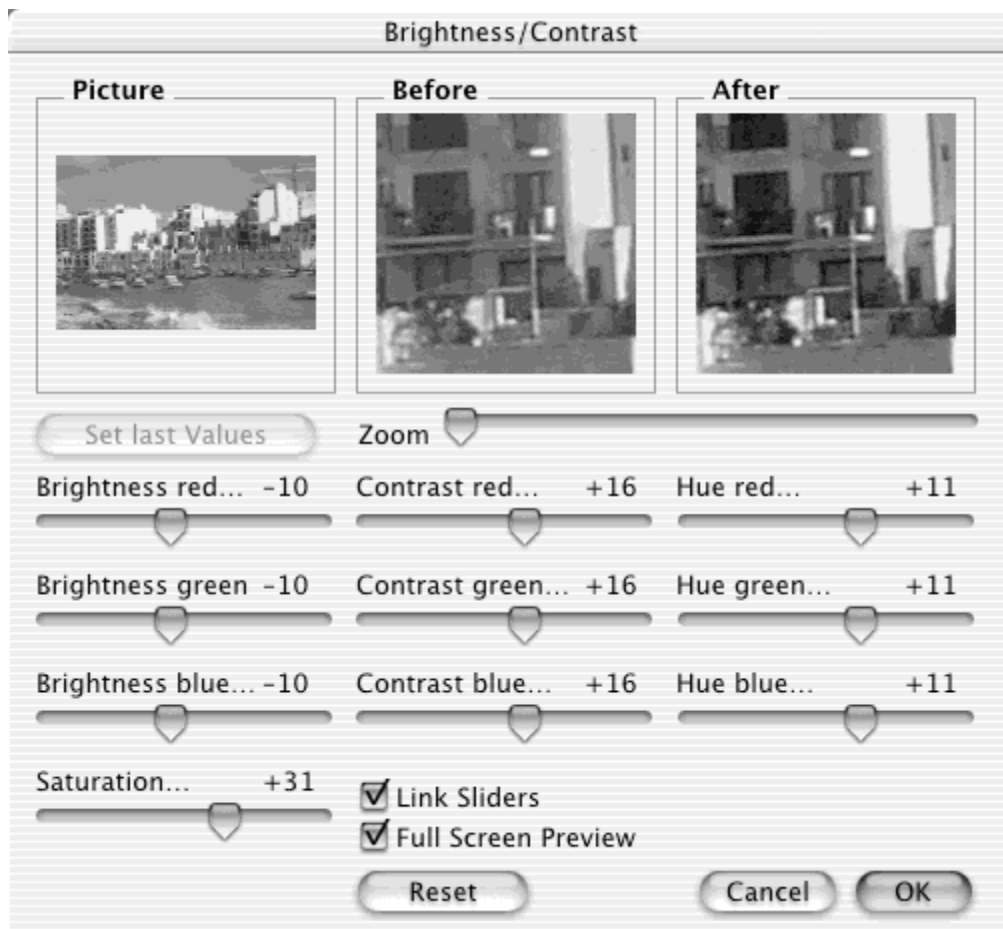 Brightness/Contrast
Picture Before After
Set last Values Zoom
Brightness red... -10 Contrast red... +16 Hue red... +11
Brightness green -10 Contrast green... +16 Hue green... +11
Brightness blue... -10 Contrast blue... +16 Hue blue... +11
Saturation... +31
Link Sliders
Full Screen Preview
Reset Cancel OK